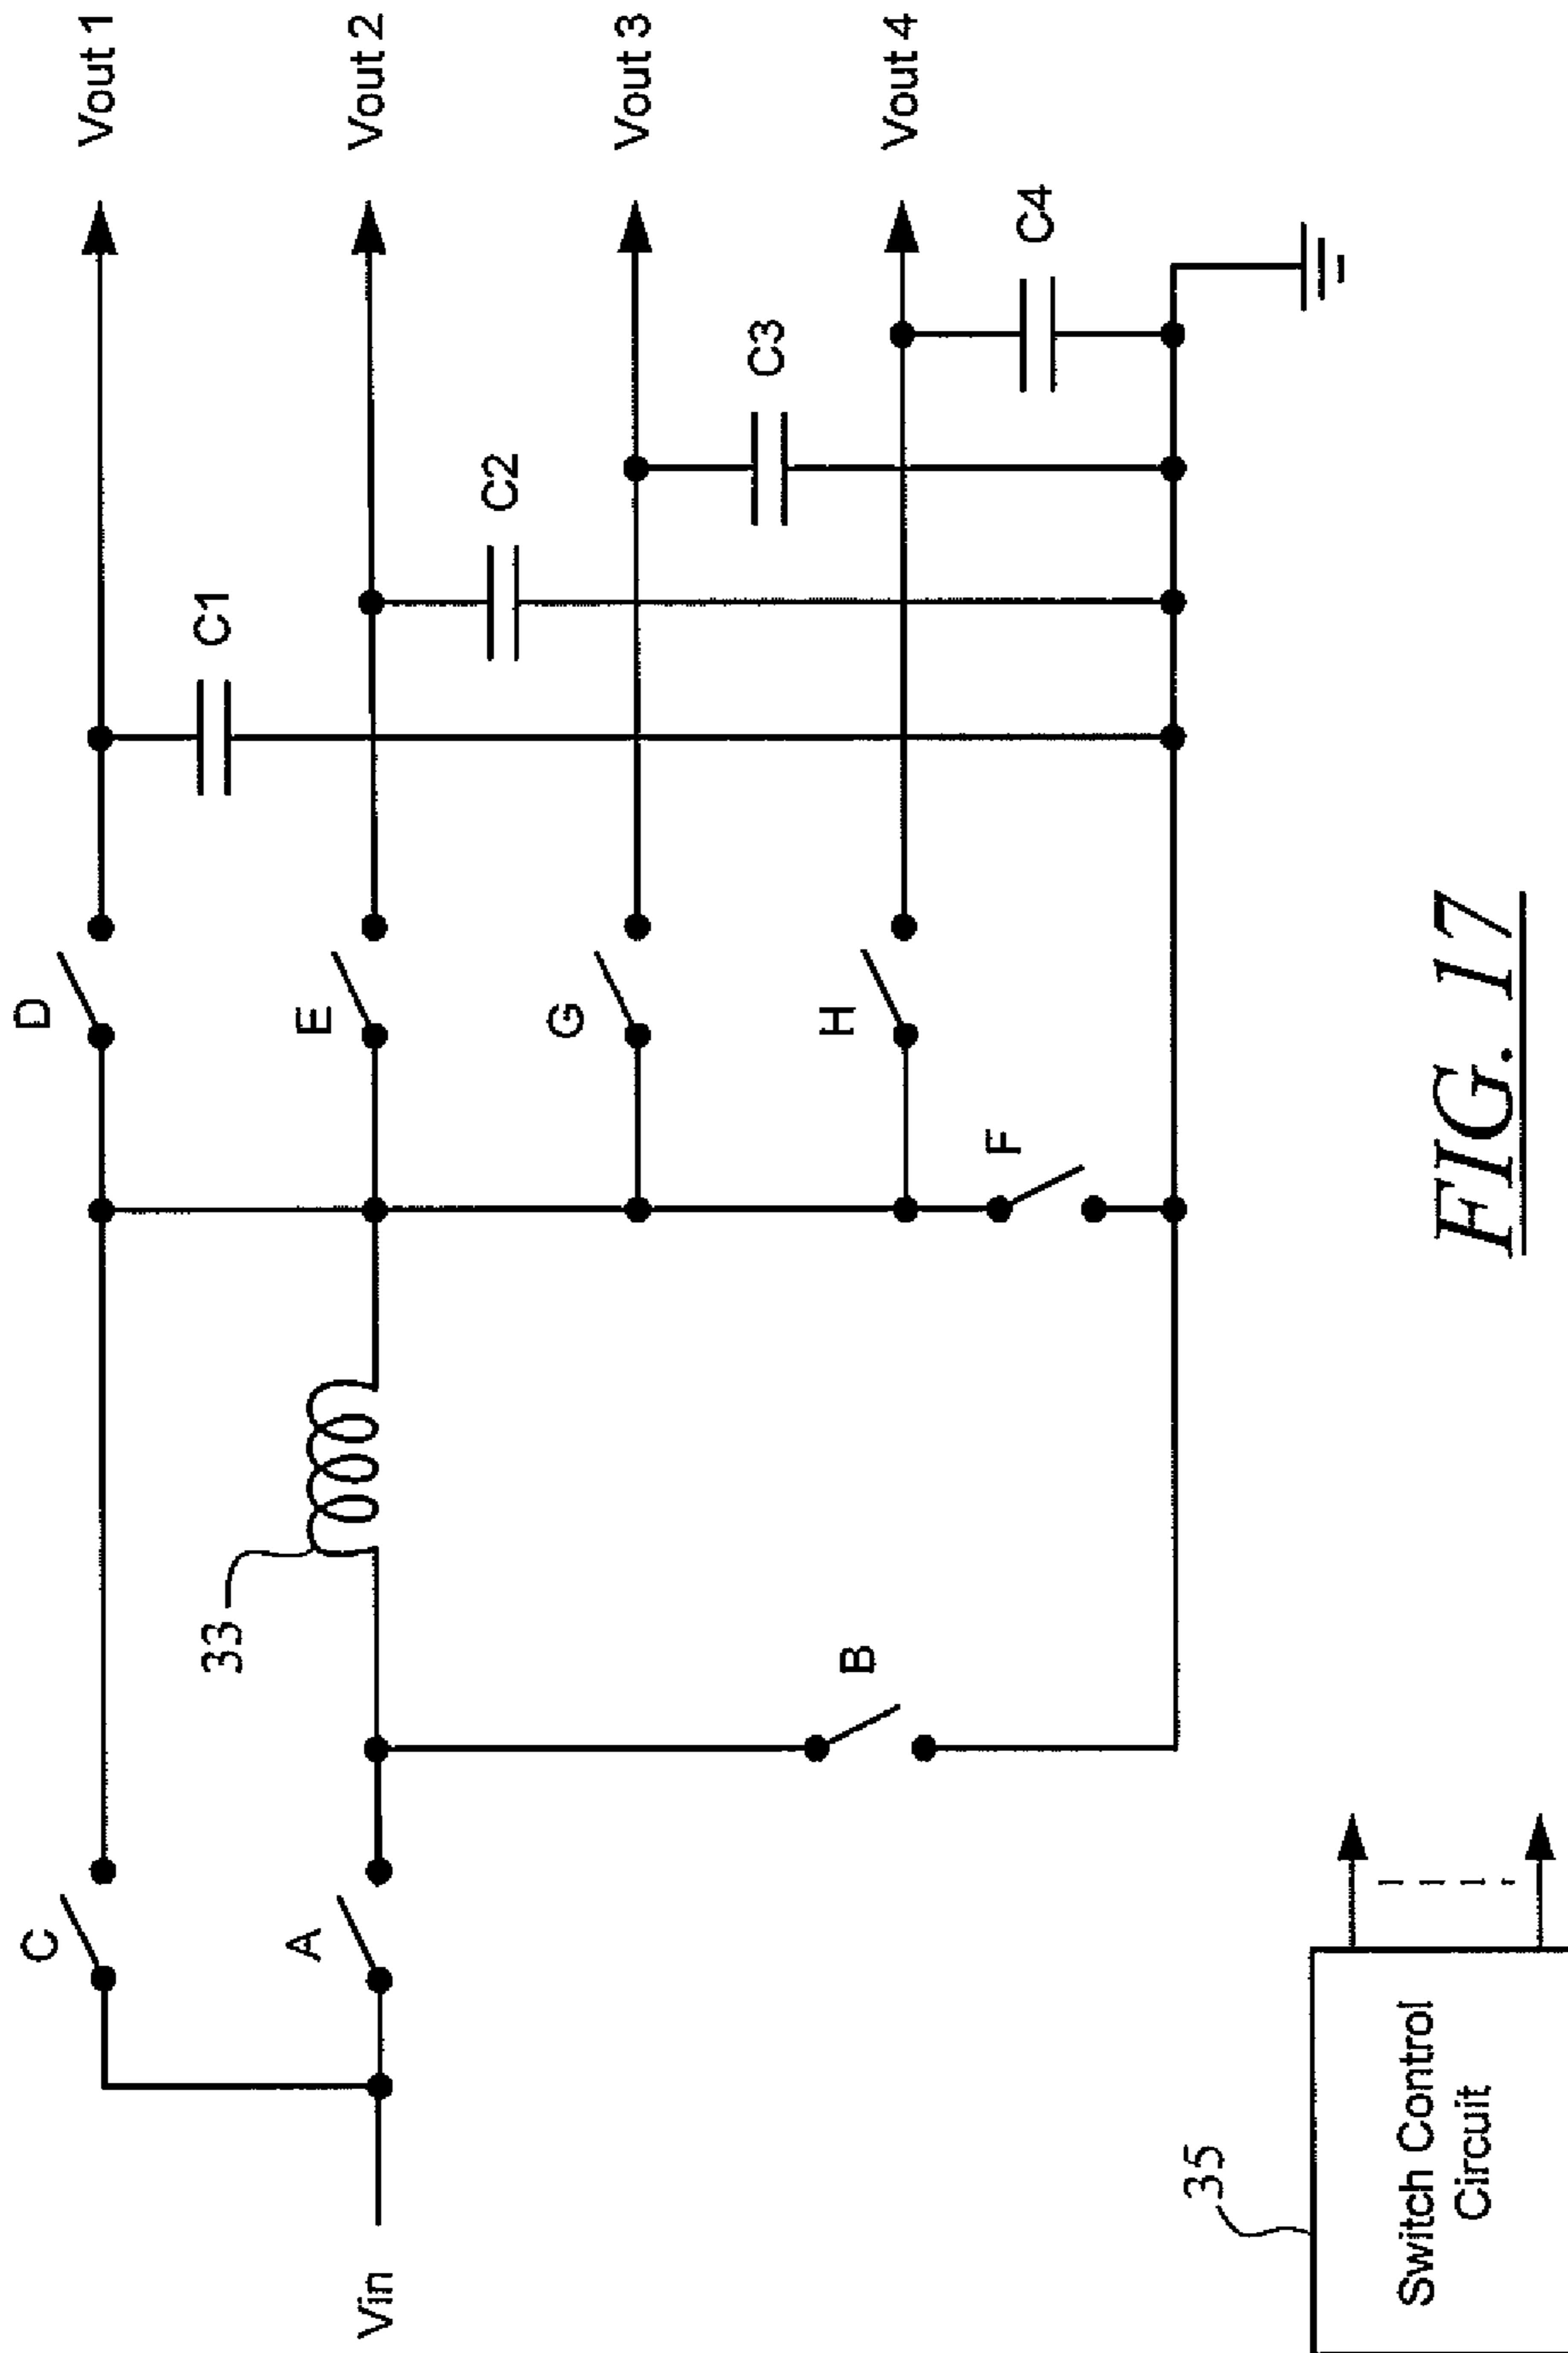 Vout 1
Vout 2
Vout 3
Vout 4
D
E
G
H
F
C1
C2
C3
C4
C
A
B
33
Vin
35
Switch Control
Circuit
FIG. 17